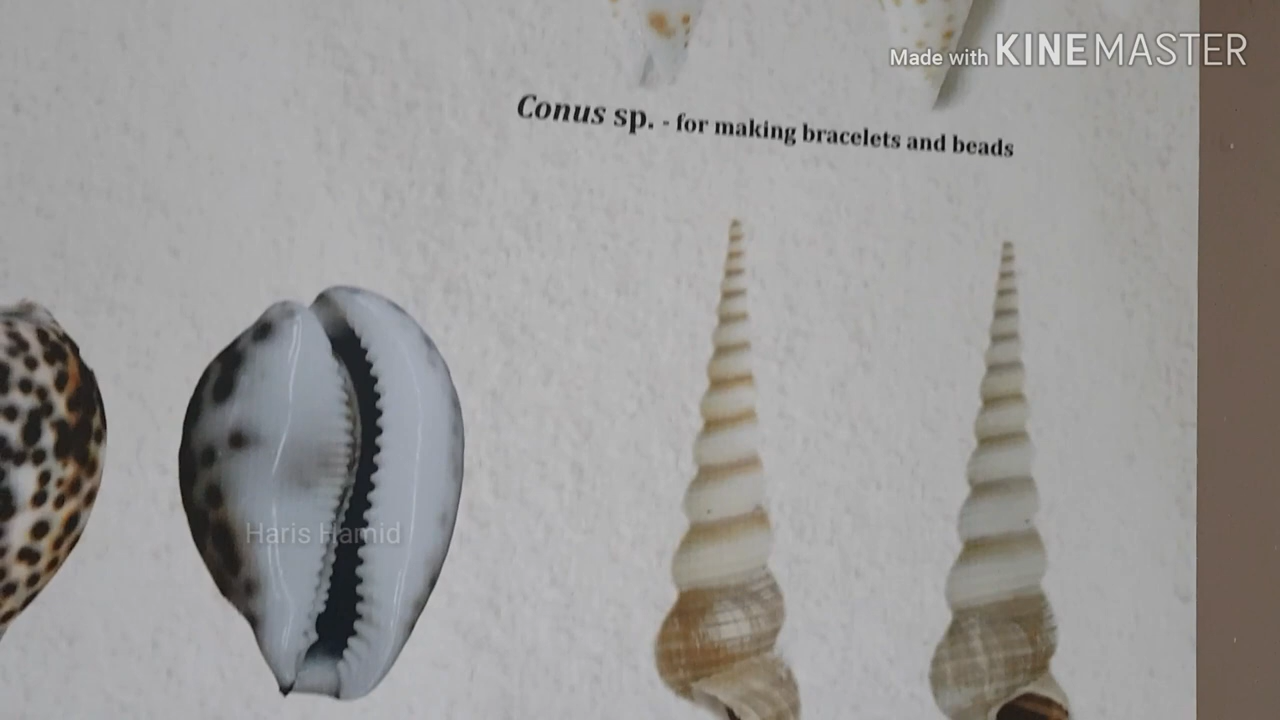 Made with KINEMASTER
Conus sp. - for making bracelets and beads
Haris Hamid